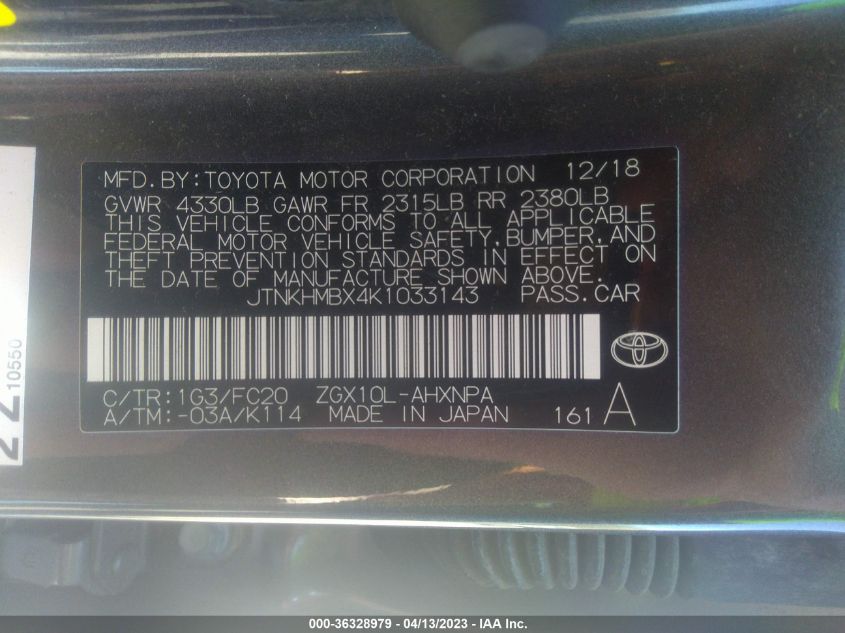 MFD.BY:TOYOTA MOTOR CORPORATION 12/18
GVWR 4330LB GAWR FR 2315LB RR 2380LB
THIS VEHICLE CONFORMS TO ALL APPLICABLE
FEDERAL MOTOR VEHICLE SAFETY,BUMPER,AND
THEFT PREVENTION STANDARDS IN EFFECT ON
THE DATE OF MANUFACTURE SHOWN ABOVE.
JTNKHMBX4K1033143 PASS.CAR
C/TR:1G3/FC20 ZGX10L-AHXNPA
A/TM:-03A/K114 MADE IN JAPAN 161 A
10550
000-36328979 - 04/13/2023 - IAA Inc.